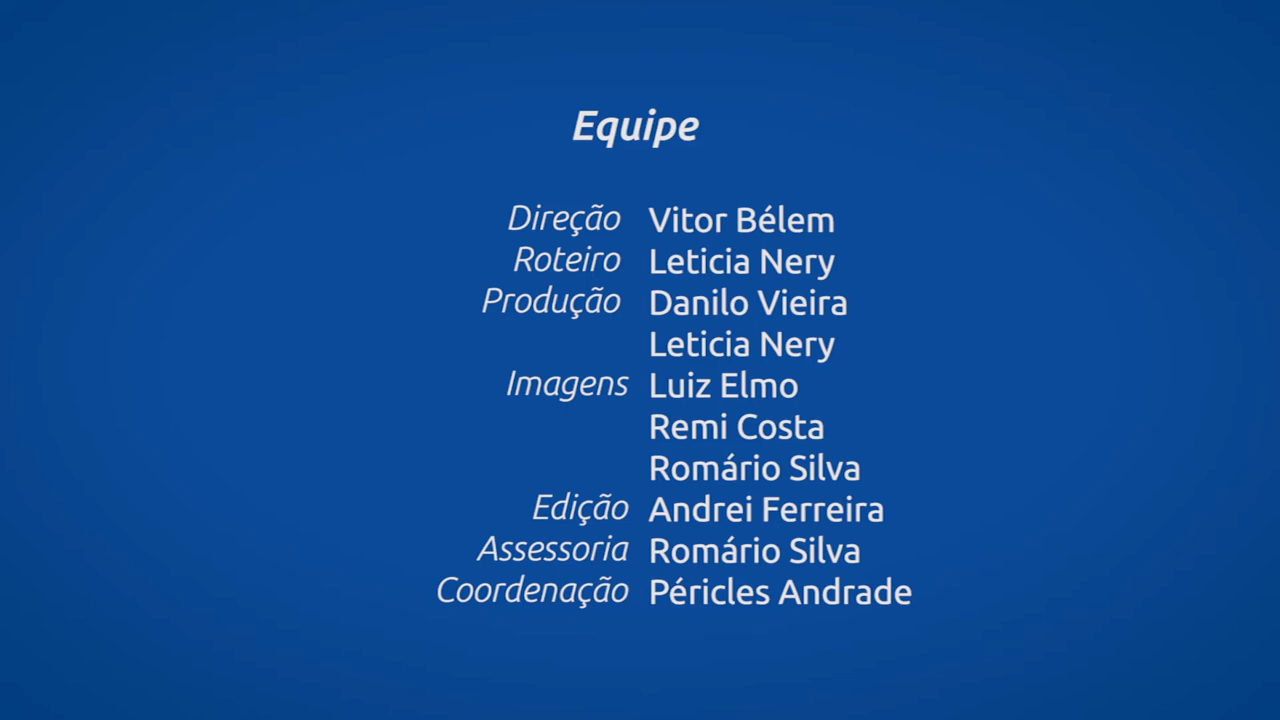 Equipe
Direção Vitor Bélem
Roteiro Leticia Nery
Produção Danilo Vieira
Leticia Nery
Imagens Luiz Elmo
Remi Costa
Romário Silva
Edição Andrei Ferreira
Assessoria Romário Silva
Coordenação Péricles Andrade